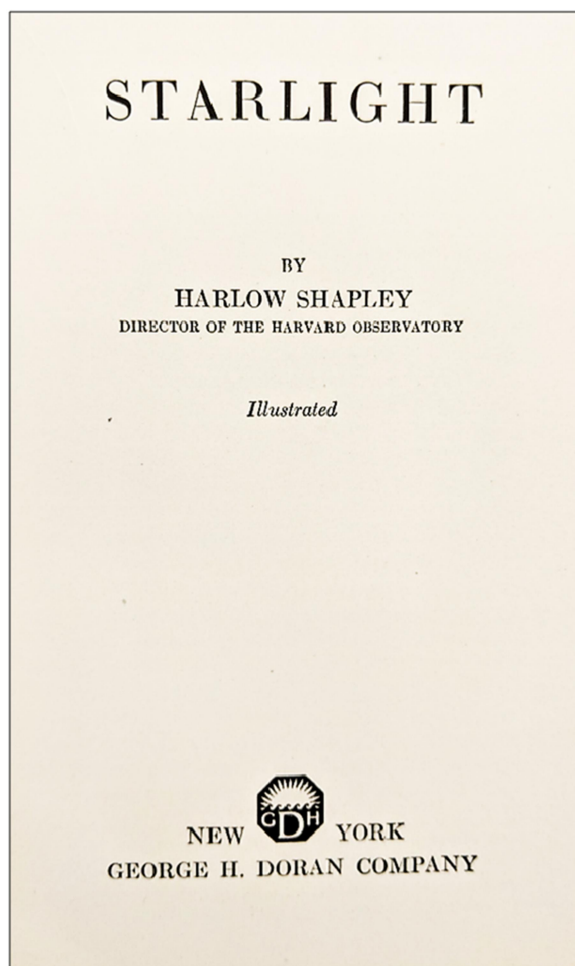 STARLIGHT
BY
HARLOW SHAPLEY
DIRECTOR OF THE HARVARD OBSERVATORY
Illustrated
GDH
NEW YORK
GEORGE H. DORAN COMPANY